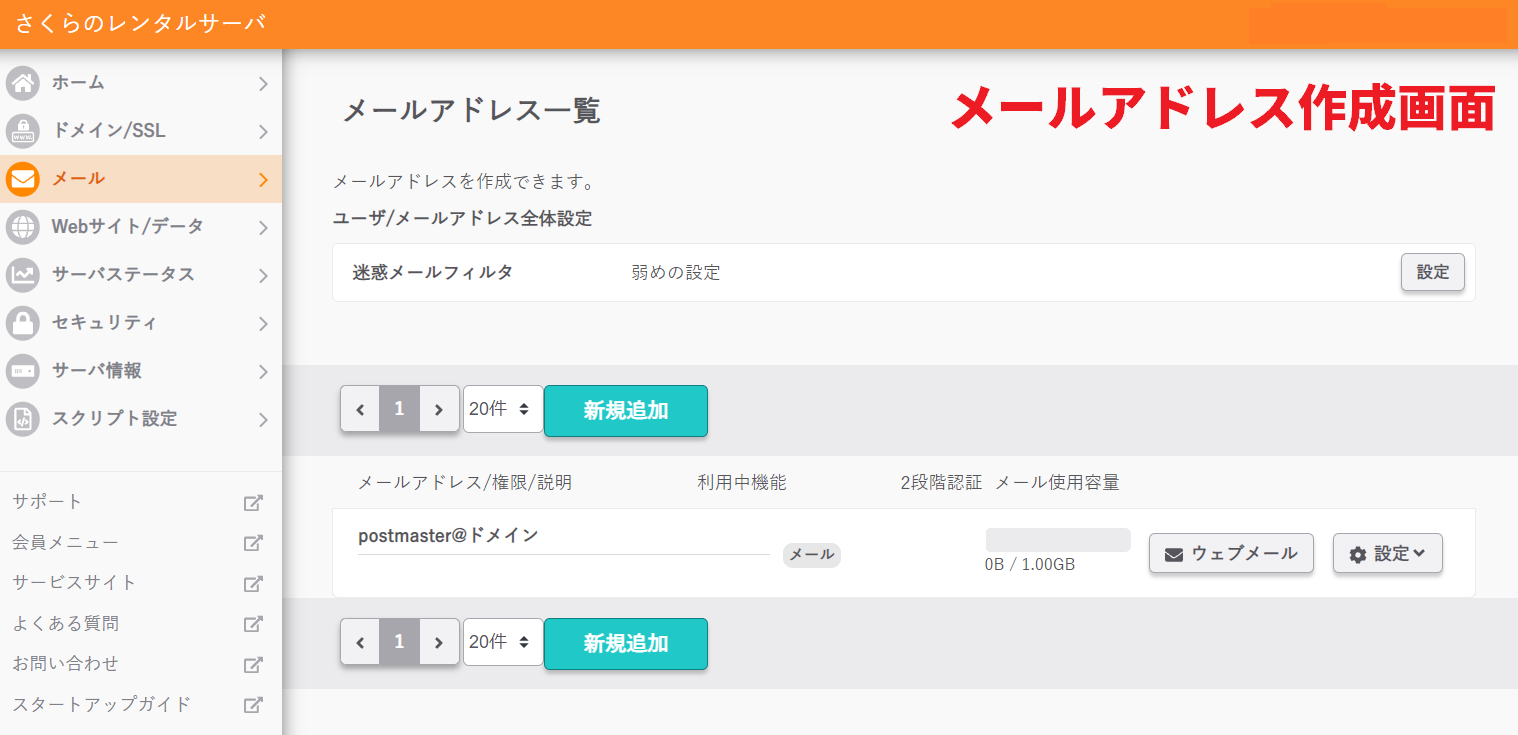 さくらのレンタルサーバ
ホーム
ドメイン/SSL
メール
Webサイト/データ
サーバステータス
セキュリティ
サーバ情報
スクリプト設定
サポート
会員メニュー
サービスサイト
よくある質問
お問い合わせ
スタートアップガイド
メールアドレス一覧
メールアドレス作成画面
メールアドレスを作成できます。
ユーザ/メールアドレス全体設定
迷惑メールフィルタ 弱めの設定 設定
1 20件 新規追加
メールアドレス/権限/説明 利用中機能 2段階認証 メール使用容量
postmaster@ドメイン
メール
0B / 1.00GB
ウェブメール
設定
1 20件 新規追加